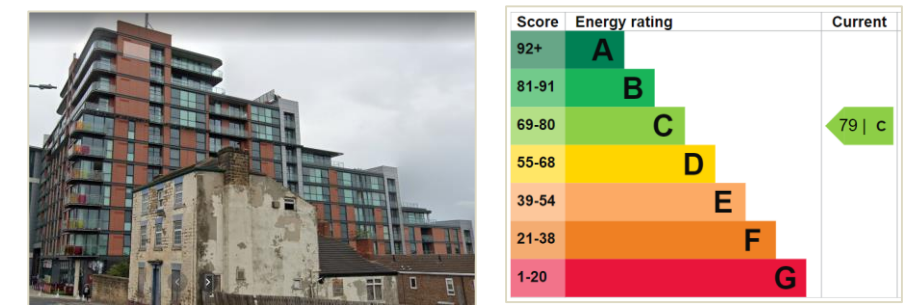 Score Energy rating Current
92+ A
81-91 B
69-80 C 79 | C
55-68 D
39-54 E
21-38 F
1-20 G